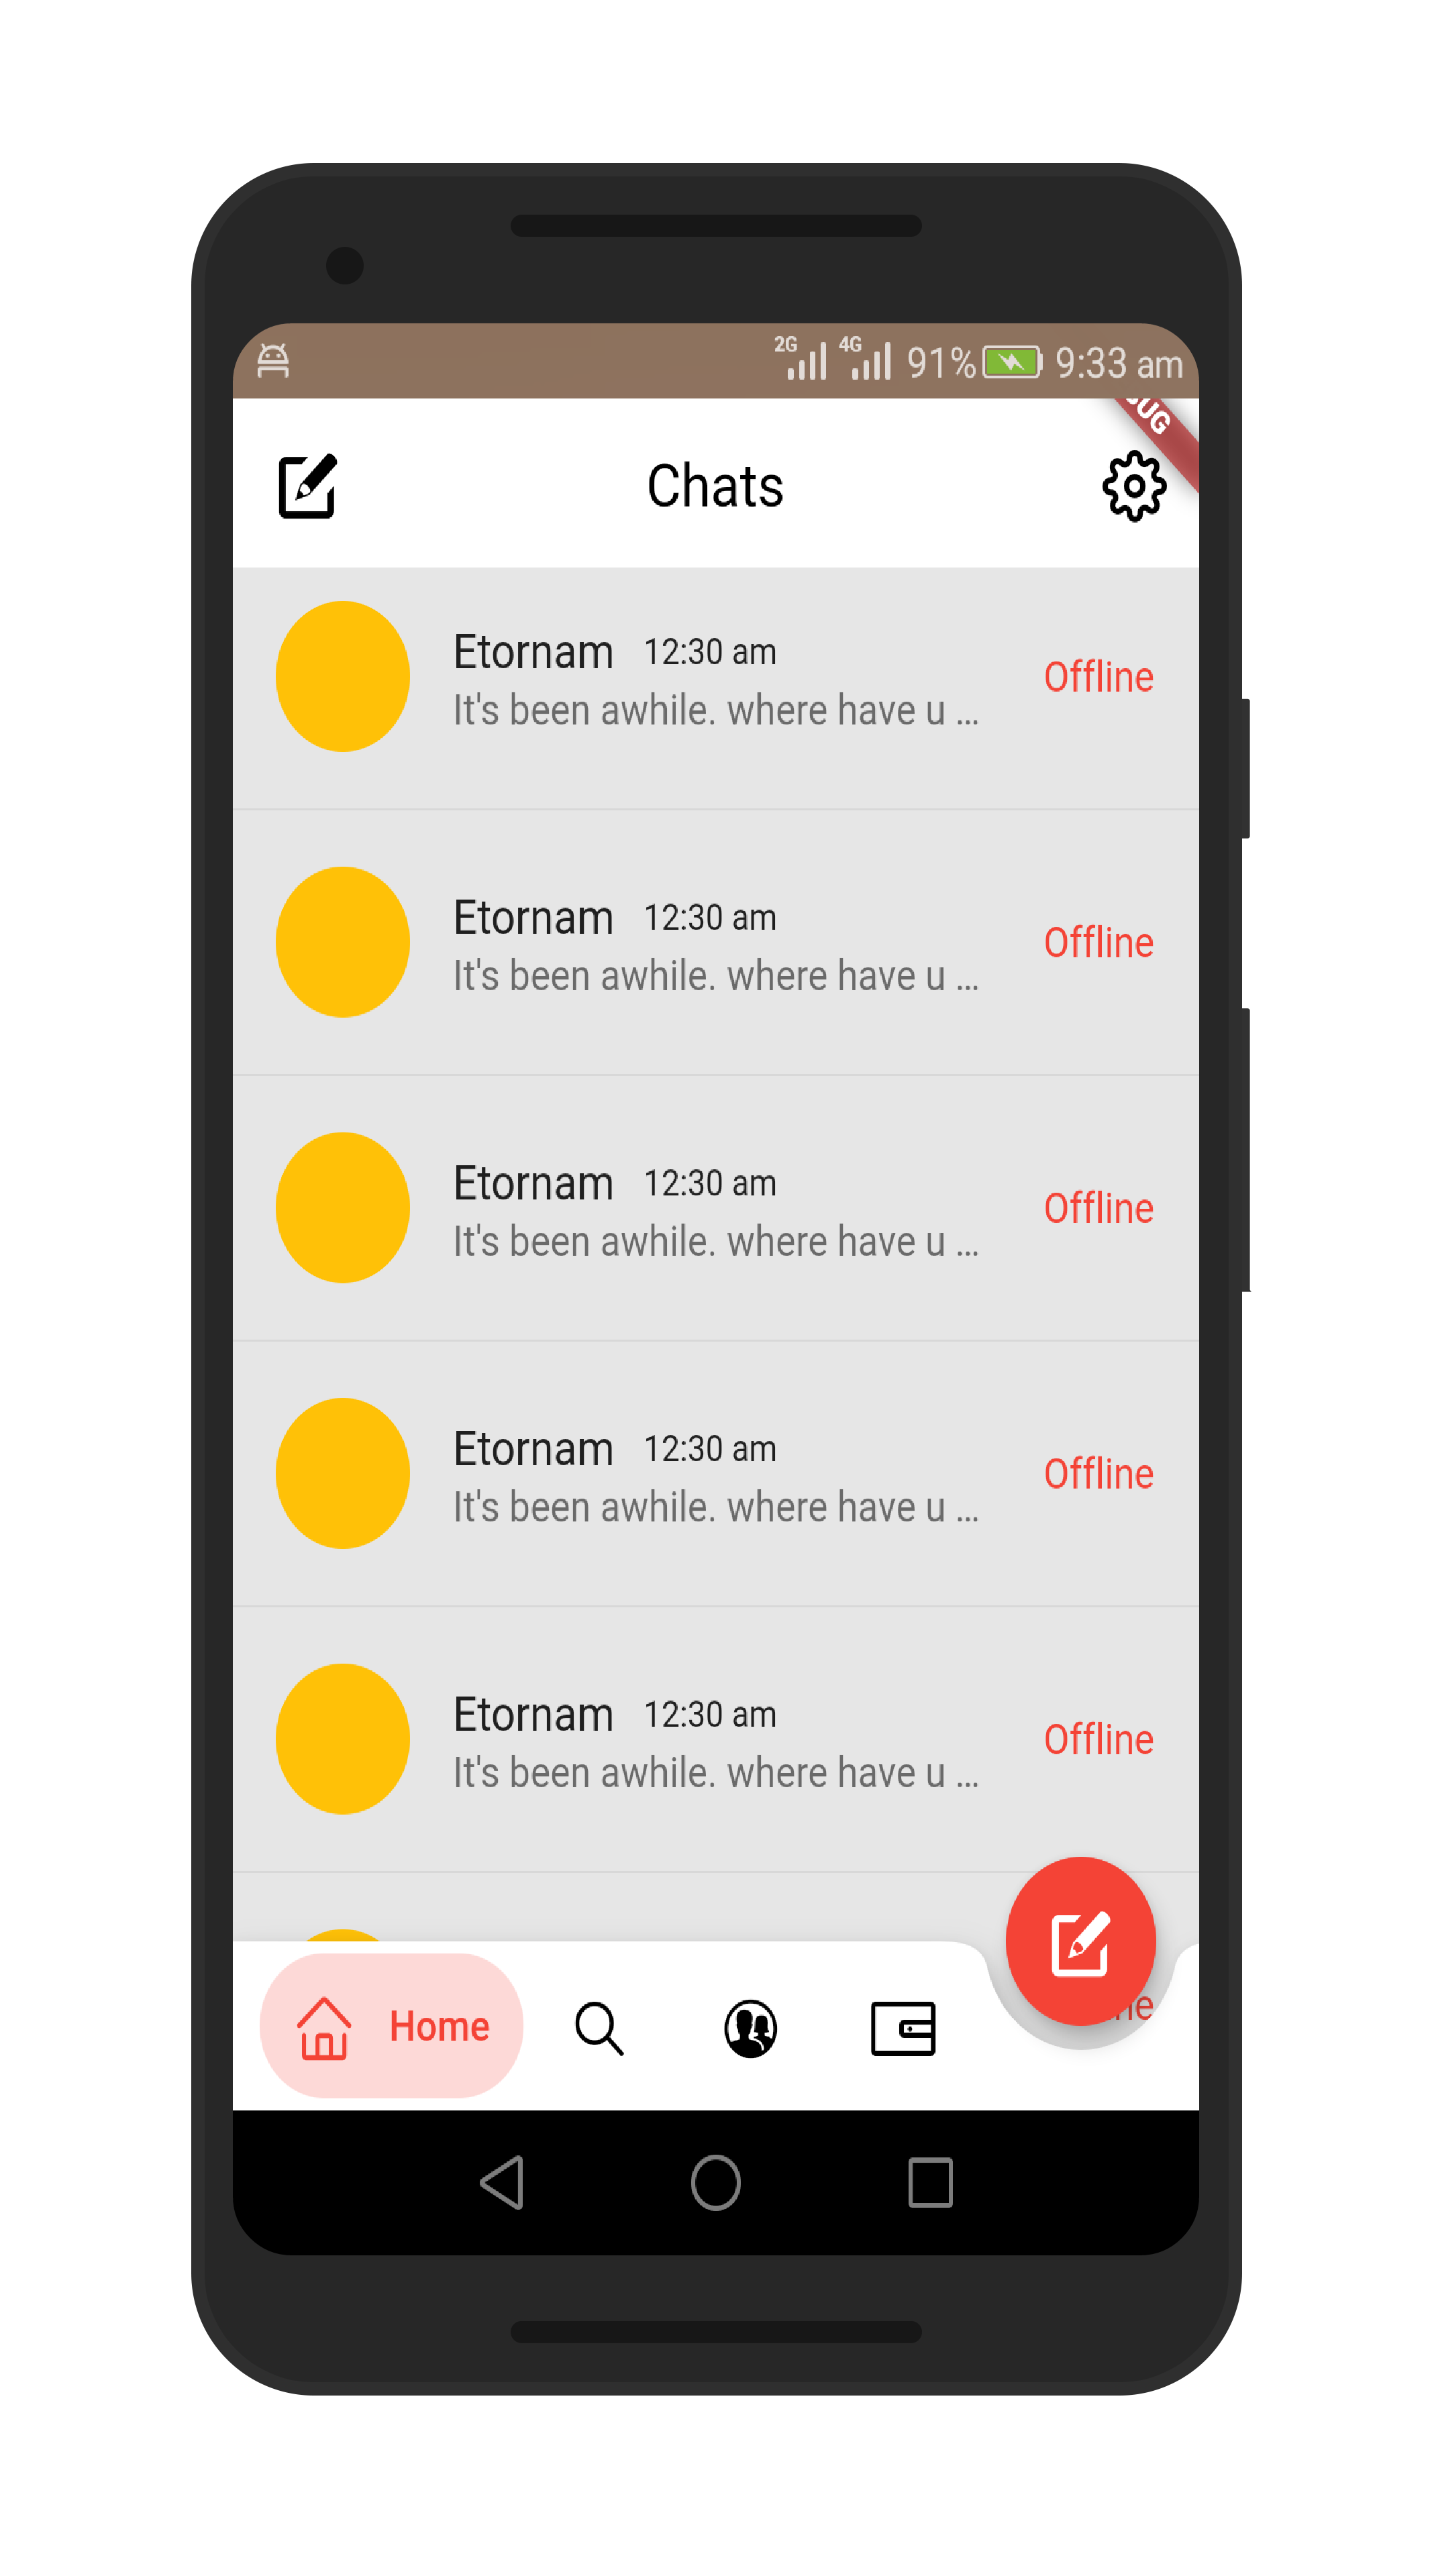 2G 4G 91% 9:33 am
Chats
Etornam 12:30 am
It's been awhile. where have u ...
Offline
Etornam 12:30 am
It's been awhile. where have u ...
Offline
Etornam 12:30 am
It's been awhile. where have u ...
Offline
Etornam 12:30 am
It's been awhile. where have u ...
Offline
Etornam 12:30 am
It's been awhile. where have u ...
Offline
Home